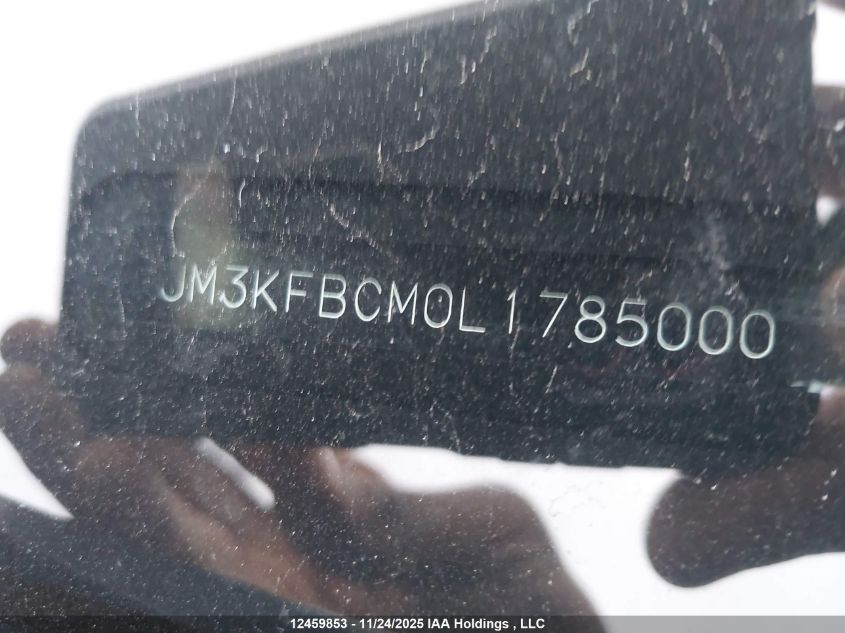 JM3KFBCM0L1785000
12459853 - 11/24/2025 IAA Holdings , LLC